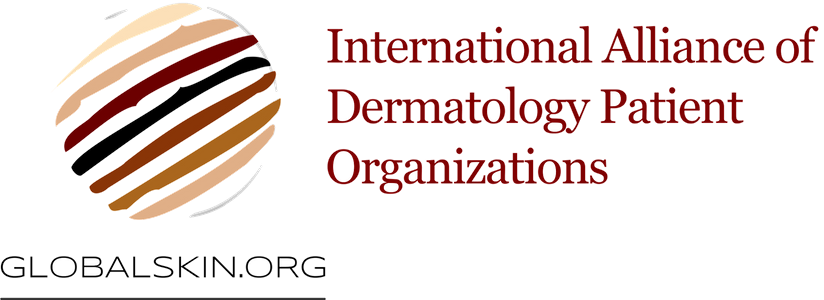 International Alliance of
Dermatology Patient
Organizations
GLOBALSKIN.ORG